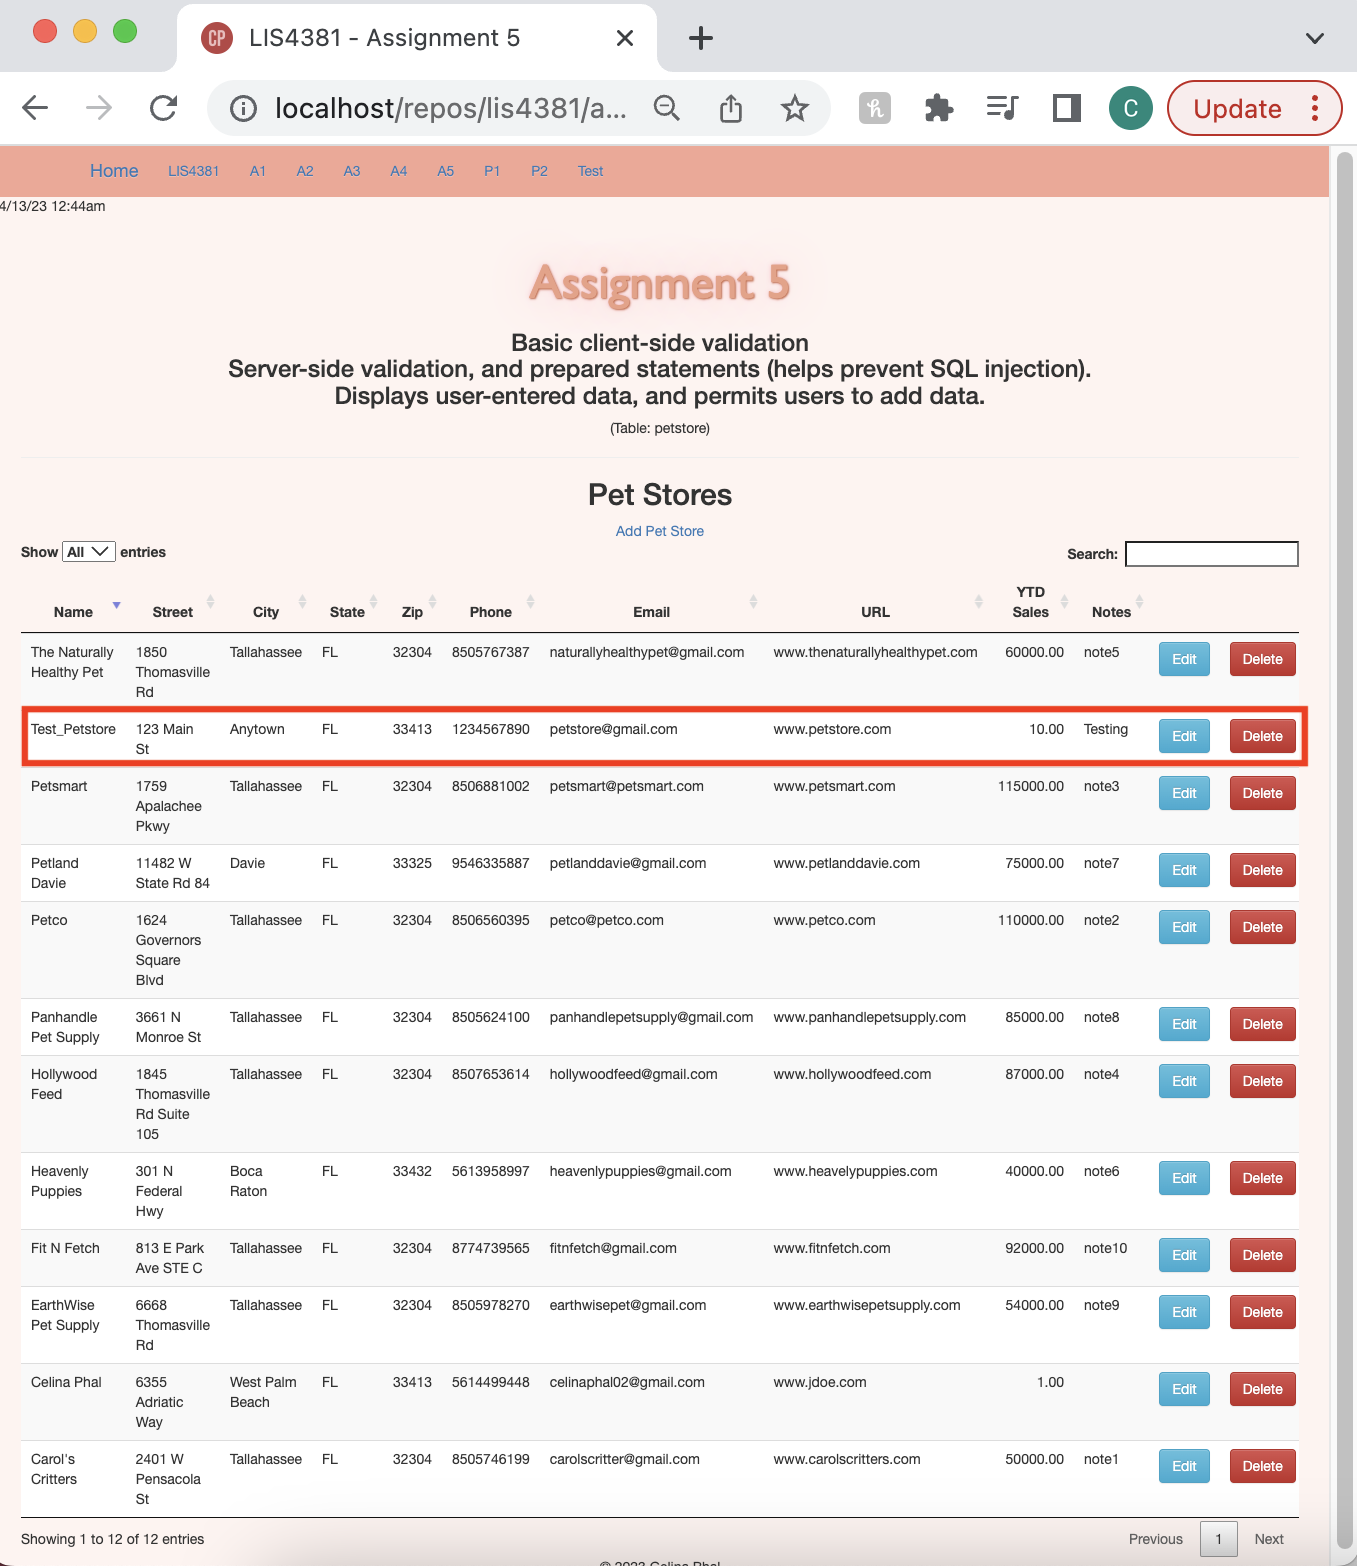 CP LIS4381 - Assignment 5
localhost/repos/lis4381/a...
C
Update
Home LIS4381 A1 A2 A3 A4 A5 P1 P2 Test
4/13/23 12:44am
Assignment 5
Basic client-side validation
Server-side validation, and prepared statements (helps prevent SQL injection).
Displays user-entered data, and permits users to add data.
(Table: petstore)
Pet Stores
Add Pet Store
Show All entries
Search:
YTD
Name Street City State Zip Phone Email URL Sales Notes
The Naturally 1850 Tallahassee FL 32304 8505767387 naturallyhealthypet@gmail.com www.thenaturallyhealthypet.com 60000.00 note5 Edit Delete
Healthy Pet Thomasville
Rd
Test_Petstore 123 Main Anytown FL 33413 1234567890 petstore@gmail.com www.petstore.com 10.00 Testing Edit Delete
St
Petsmart 1759 Tallahassee FL 32304 8506881002 petsmart@petsmart.com www.petsmart.com 115000.00 note3 Edit Delete
Apalachee
Pkwy
Petland 11482 W Davie FL 33325 9546335887 petlanddavie@gmail.com www.petlanddavie.com 75000.00 note7 Edit Delete
Davie State Rd 84
Petco 1624 Tallahassee FL 32304 8506560395 petco@petco.com www.petco.com 110000.00 note2 Edit Delete
Governors
Square
Blvd
Panhandle 3661 N Tallahassee FL 32304 8505624100 panhandlepetsupply@gmail.com www.panhandlepetsupply.com 85000.00 note8 Edit Delete
Pet Supply Monroe St
Hollywood 1845 Tallahassee FL 32304 8507653614 hollywoodfeed@gmail.com www.hollywoodfeed.com 87000.00 note4 Edit Delete
Feed Thomasville
Rd Suite
105
Heavenly 301 N Boca FL 33432 5613958997 heavenlypuppies@gmail.com www.heavelypuppies.com 40000.00 note6 Edit Delete
Puppies Federal Raton
Hwy
Fit N Fetch 813 E Park Tallahassee FL 32304 8774739565 fitnfetch@gmail.com www.fitnfetch.com 92000.00 note10 Edit Delete
Ave STE C
EarthWise 6668 Tallahassee FL 32304 8505978270 earthwisepet@gmail.com www.earthwisepetsupply.com 54000.00 note9 Edit Delete
Pet Supply Thomasville
Rd
Celina Phal 6355 West Palm FL 33413 5614499448 celinaphal02@gmail.com www.jdoe.com 1.00 Edit Delete
Adriatic Beach
Way
Carol's 2401 W Tallahassee FL 32304 8505746199 carolscritter@gmail.com www.carolscritters.com 50000.00 note1 Edit Delete
Critters Pensacola
St
Showing 1 to 12 of 12 entries
Previous 1 Next
© 2023 Celina Phal